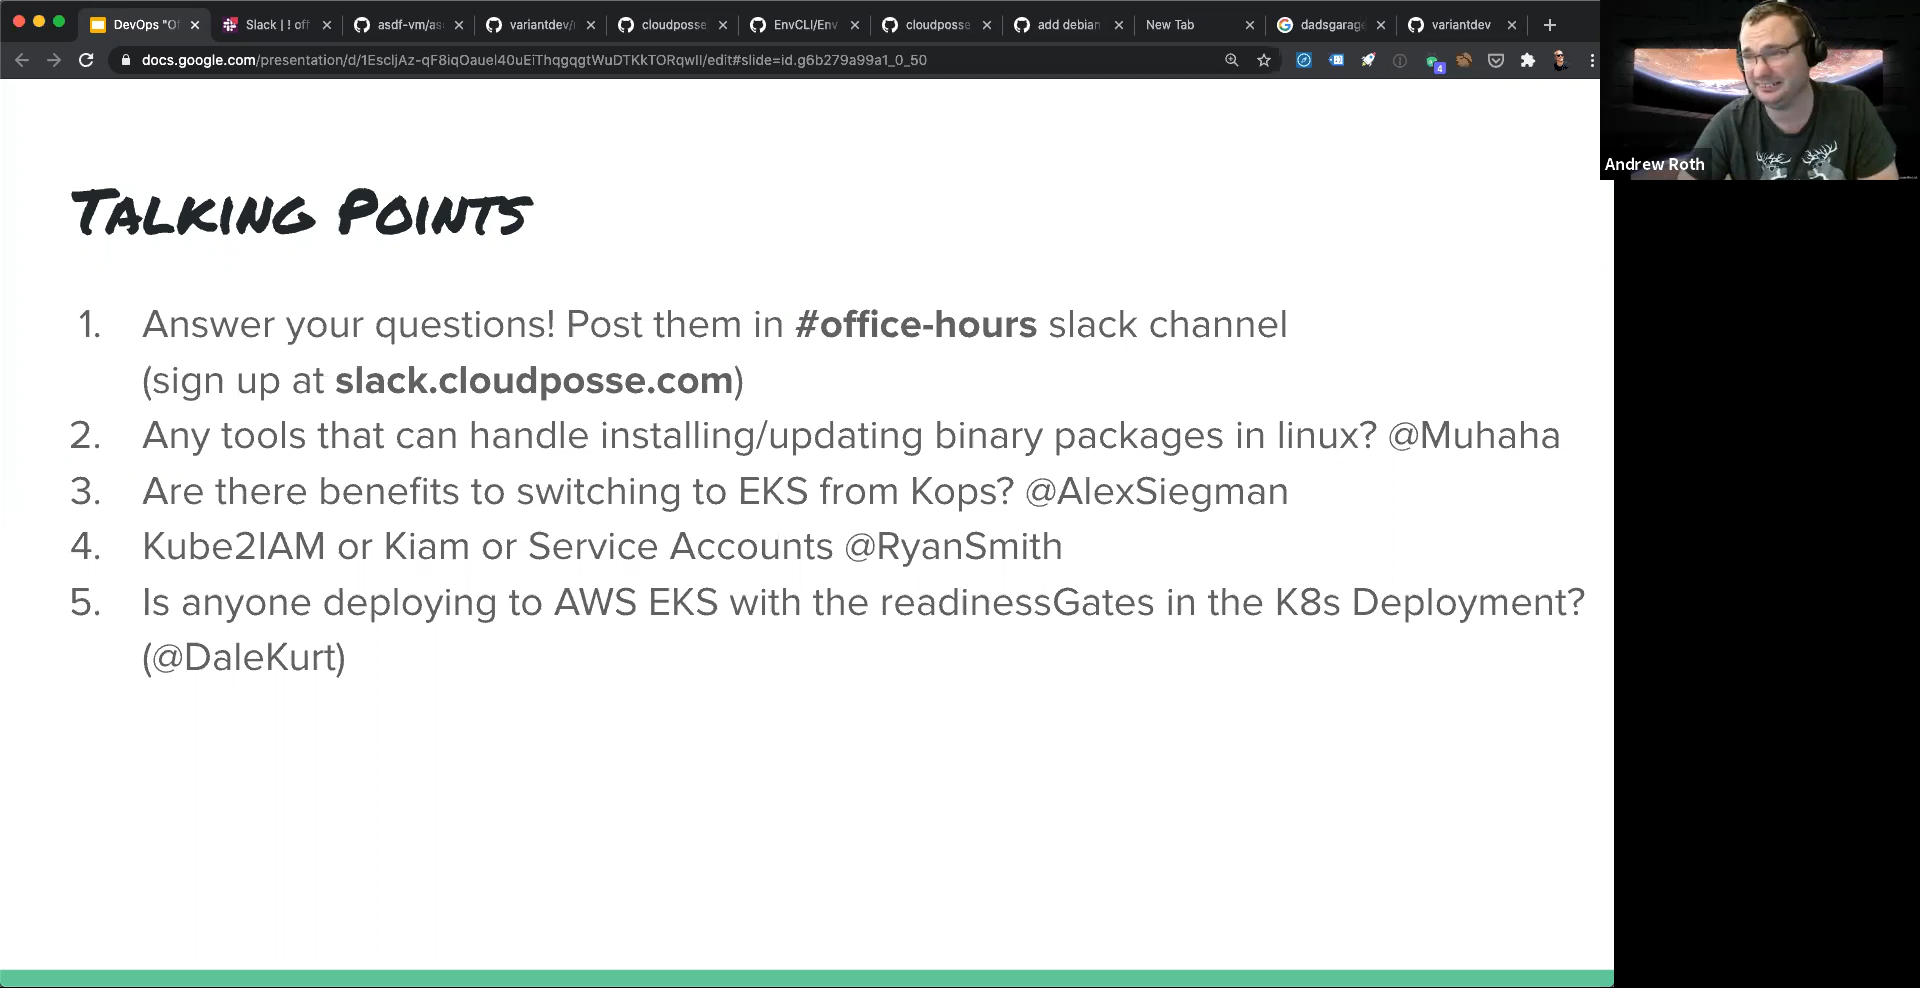 DevOps "Of
Slack | ! off
asdf-vm/as
variantdev/
cloudposse
EnvCLI/Env
cloudposse
add debian
New Tab
dadsgarage
variantdev
docs.google.com/presentation/d/1EscljAz-qF8iqOauel40uEiThqgqgtWuDTKkTORqwlI/edit#slide=id.g6b279a99a1_0_50
4
Andrew Roth
Talking Points
1. Answer your questions! Post them in #office-hours slack channel
(sign up at slack.cloudposse.com)
2. Any tools that can handle installing/updating binary packages in linux? @Muhaha
3. Are there benefits to switching to EKS from Kops? @AlexSiegman
4. Kube2IAM or Kiam or Service Accounts @RyanSmith
5. Is anyone deploying to AWS EKS with the readinessGates in the K8s Deployment?
(@DaleKurt)